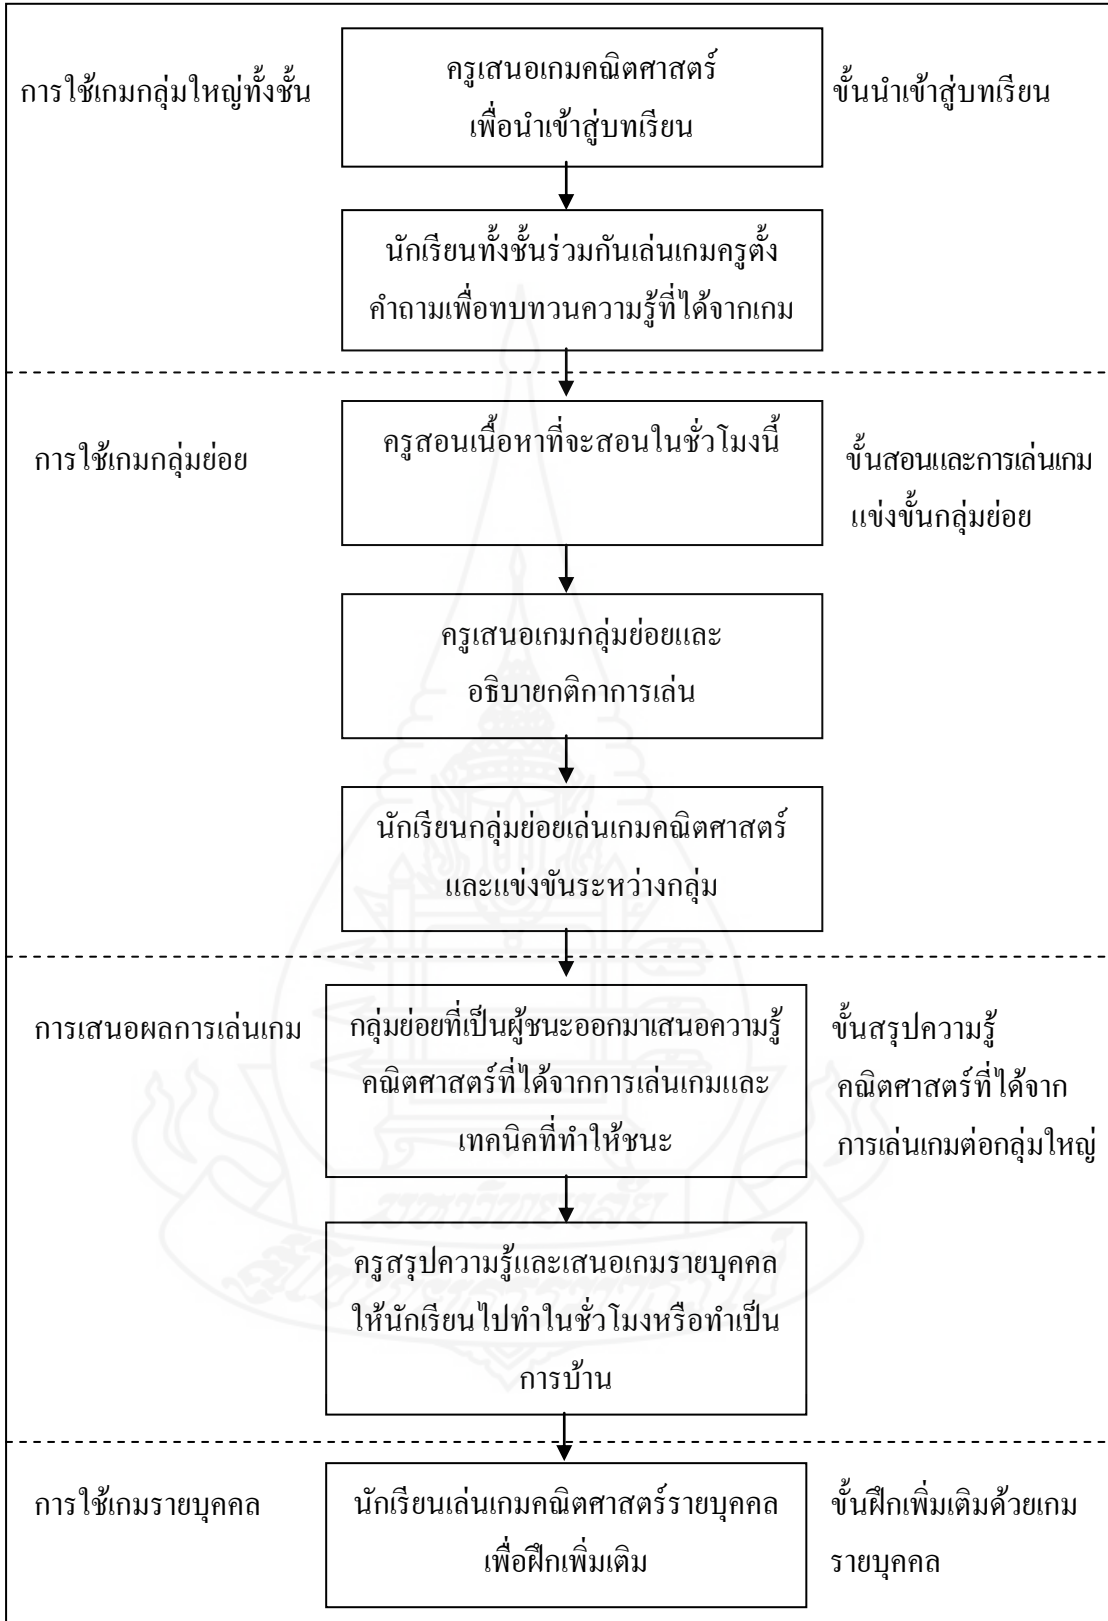 การใช้เกมกลุ่มใหญ่ทั้งชั้น
ครูเสนอเกมคณิตศาสตร์
เพื่อนำเข้าสู่บทเรียน
ขั้นนำเข้าสู่บทเรียน
นักเรียนทั้งชั้นร่วมกันเล่นเกมครูตั้ง
คำถามเพื่อทบทวนความรู้ที่ได้จากเกม
การใช้เกมกลุ่มย่อย
ครูสอนเนื้อหาที่จะสอนในชั่วโมงนี้
ขั้นสอนและการเล่นเกม
แข่งขั้นกลุ่มย่อย
ครูเสนอเกมกลุ่มย่อยและ
อธิบายกติกาการเล่น
นักเรียนกลุ่มย่อยเล่นเกมคณิตศาสตร์
และแข่งขันระหว่างกลุ่ม
การเสนอผลการเล่นเกม
กลุ่มย่อยที่เป็นผู้ชนะออกมาเสนอความรู้
คณิตศาสตร์ที่ได้จากการเล่นเกมและ
เทคนิคที่ทำให้ชนะ
ขั้นสรุปความรู้
คณิตศาสตร์ที่ได้จาก
การเล่นเกมต่อกลุ่มใหญ่
มหาวิทยาลัย
สุโขทัยธรรมาธิราช
ครูสรุปความรู้และเสนอเกมรายบุคคล
ให้นักเรียนไปทำในชั่วโมงหรือทำเป็น
การบ้าน
การใช้เกมรายบุคคล
นักเรียนเล่นเกมคณิตศาสตร์รายบุคคล
เพื่อฝึกเพิ่มเติม
ขั้นฝึกเพิ่มเติมด้วยเกม
รายบุคคล